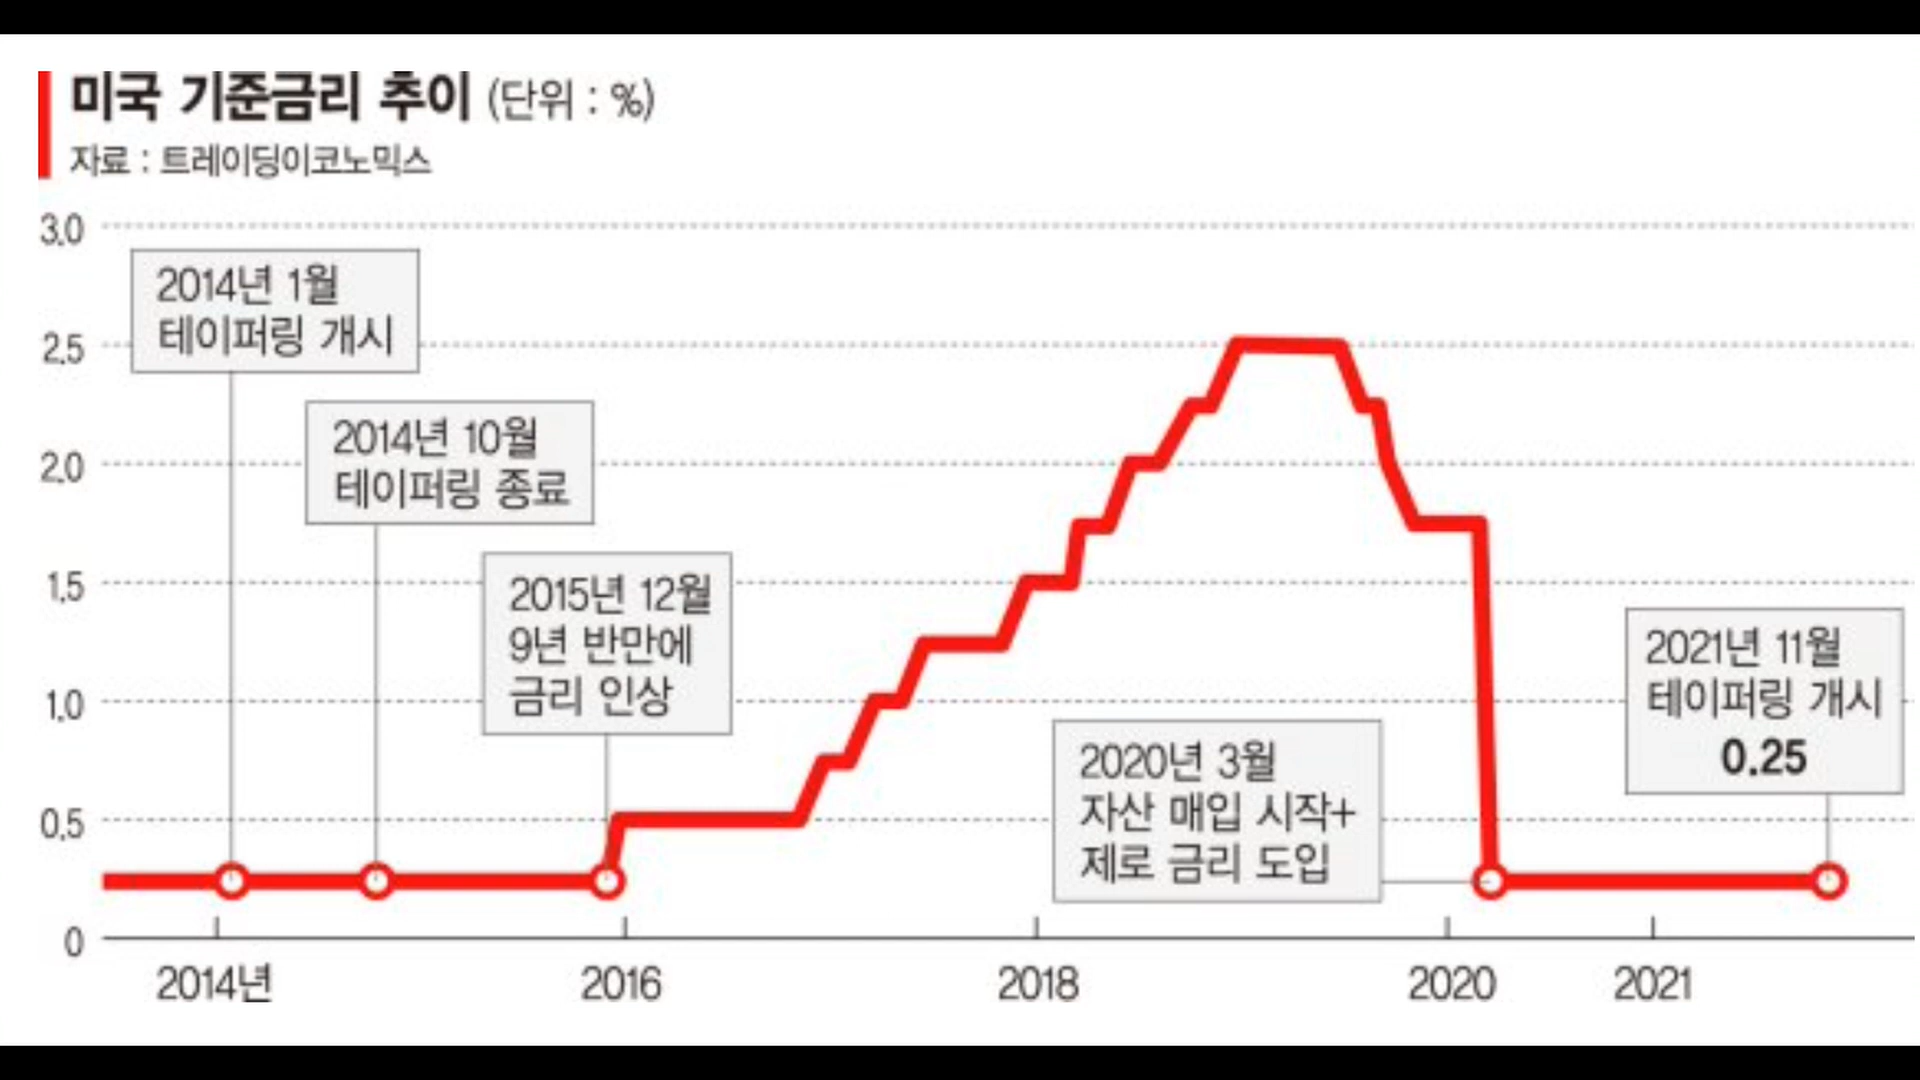 미국 기준금리 추이 (단위 : %)
자료 : 트레이딩이코노믹스
3.0
2.5
2.0
1.5
1.0
0.5
0
2014년 1월
테이퍼링 개시
2014년 10월
테이퍼링 종료
2015년 12월
9년 반만에
금리 인상
2020년 3월
자산 매입 시작+
제로 금리 도입
2021년 11월
테이퍼링 개시
0.25
2014년
2016
2018
2020
2021